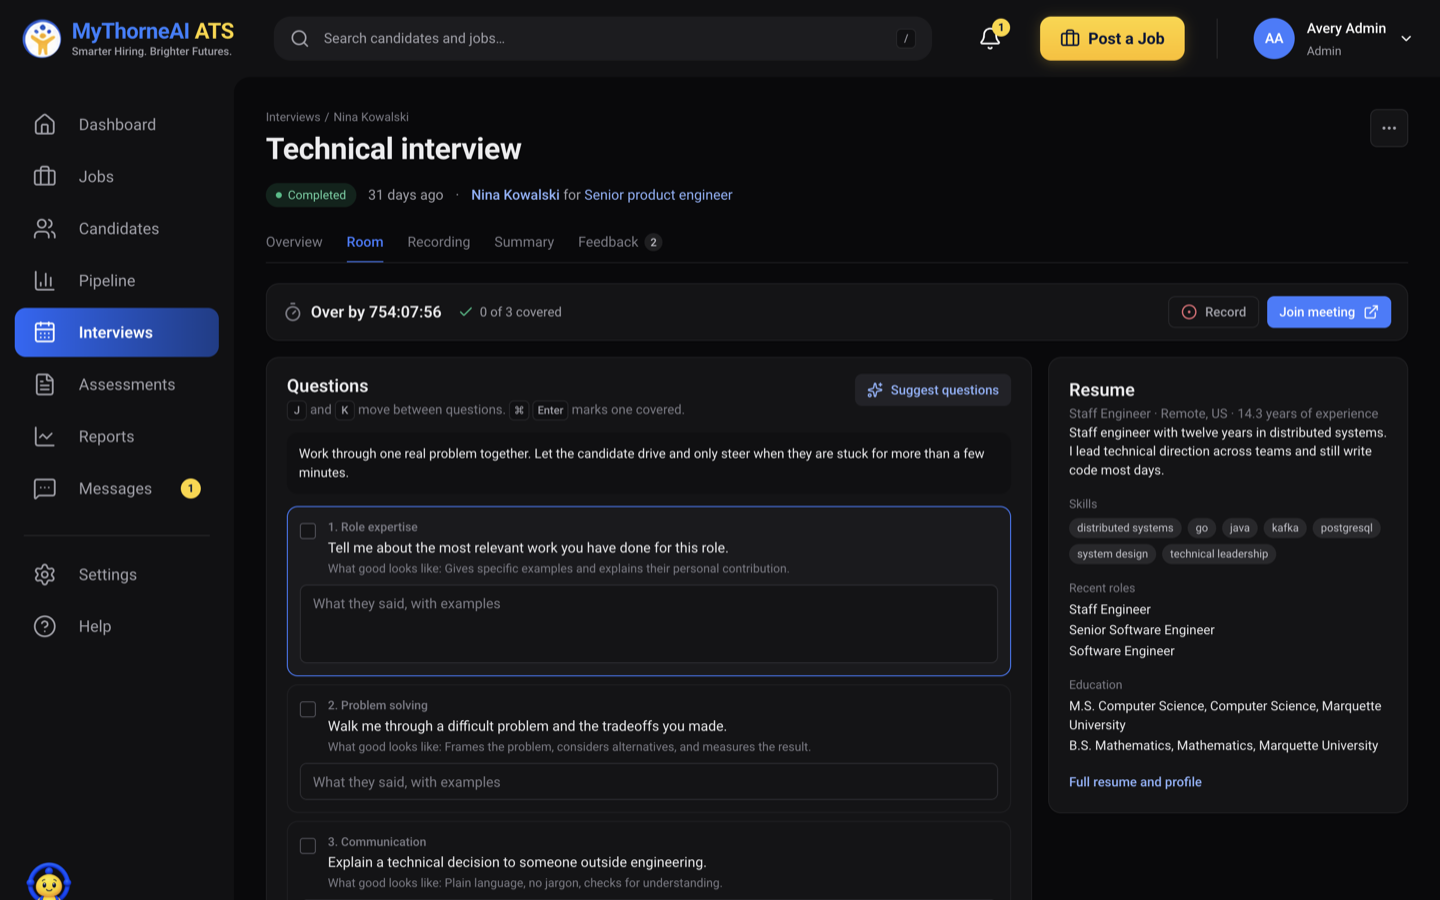 MyThorneAI ATS
Smarter Hiring. Brighter Futures.
Search candidates and jobs...
/
1
Post a Job
AA
Avery Admin
Admin
Dashboard
Jobs
Candidates
Pipeline
Interviews
Assessments
Reports
Messages
1
Settings
Help
Interviews / Nina Kowalski
Technical interview
Completed
31 days ago · Nina Kowalski for Senior product engineer
Overview
Room
Recording
Summary
Feedback 2
Over by 754:07:56
0 of 3 covered
Record
Join meeting
Questions
J and K move between questions. ⌘ Enter marks one covered.
Suggest questions
Work through one real problem together. Let the candidate drive and only steer when they are stuck for more than a few
minutes.
1. Role expertise
Tell me about the most relevant work you have done for this role.
What good looks like: Gives specific examples and explains their personal contribution.
What they said, with examples
2. Problem solving
Walk me through a difficult problem and the tradeoffs you made.
What good looks like: Frames the problem, considers alternatives, and measures the result.
What they said, with examples
3. Communication
Explain a technical decision to someone outside engineering.
What good looks like: Plain language, no jargon, checks for understanding.
Resume
Staff Engineer · Remote, US · 14.3 years of experience
Staff engineer with twelve years in distributed systems.
I lead technical direction across teams and still write
code most days.
Skills
distributed systems
go
java
kafka
postgresql
system design
technical leadership
Recent roles
Staff Engineer
Senior Software Engineer
Software Engineer
Education
M.S. Computer Science, Computer Science, Marquette
University
B.S. Mathematics, Mathematics, Marquette University
Full resume and profile